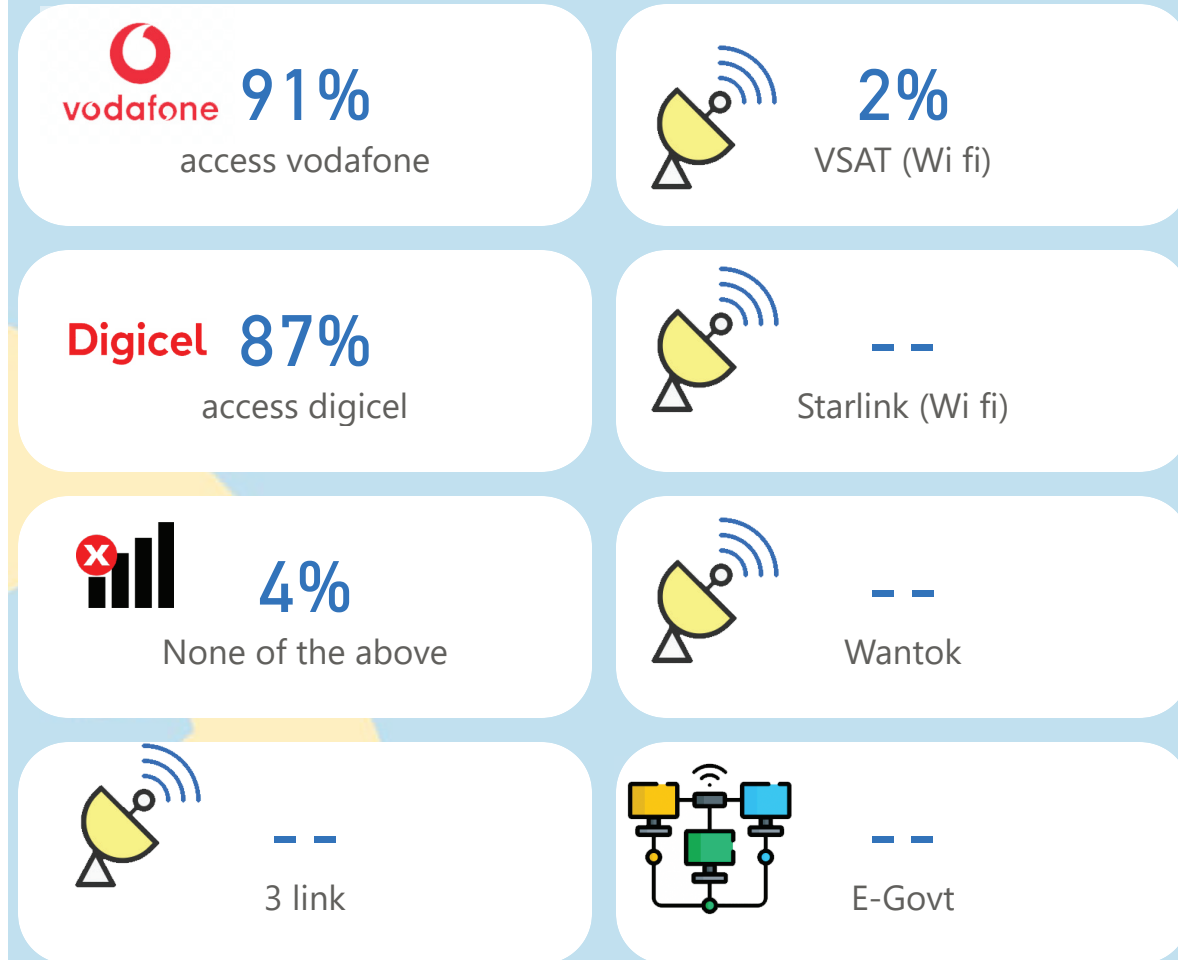 vodafone 91%
access vodafone
2%
VSAT (Wi fi)
Digicel 87%
access digicel
- -
Starlink (Wi fi)
X
4%
None of the above
- -
Wantok
- -
3 link
- -
E-Govt